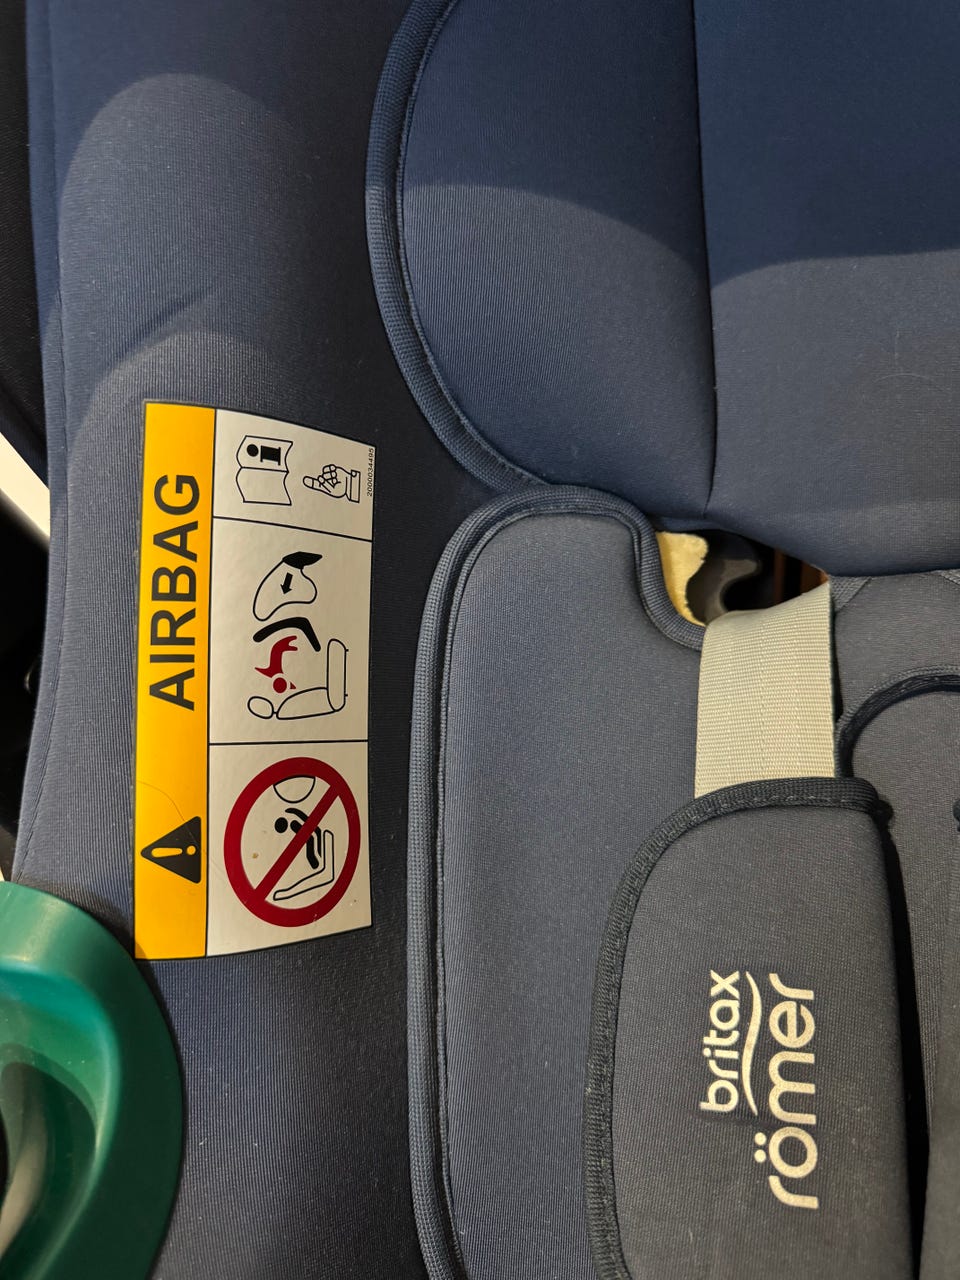 AIRBAG
i
2000034495
britax
römer